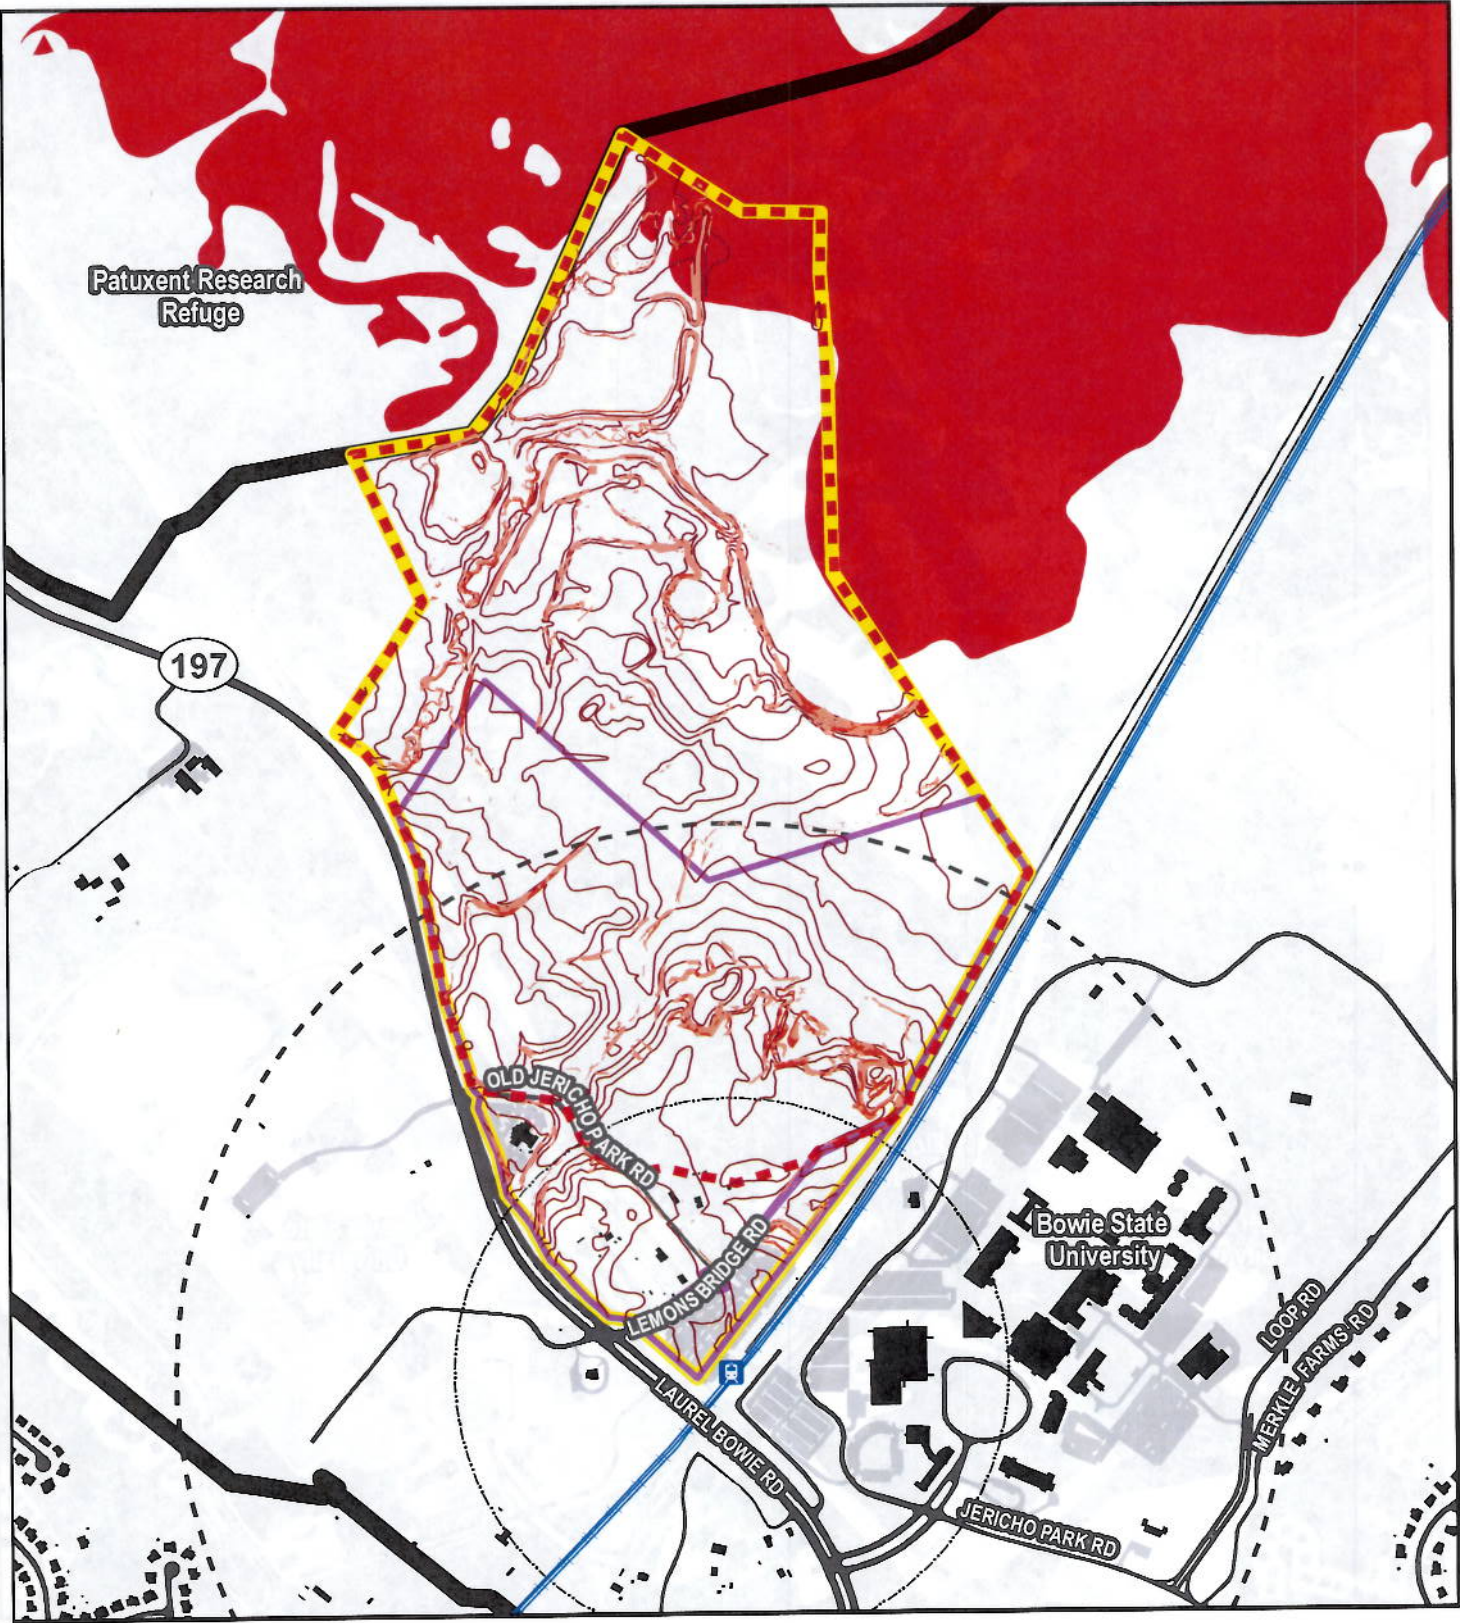 Patuxent Research
Refuge
197
OLD JERICHO PARK RD
LEMONS BRIDGE RD
Bowie State
University
LOOP RD
MERKLE FARMS RD
LAUREL BOWIE RD
JERICHO PARK RD